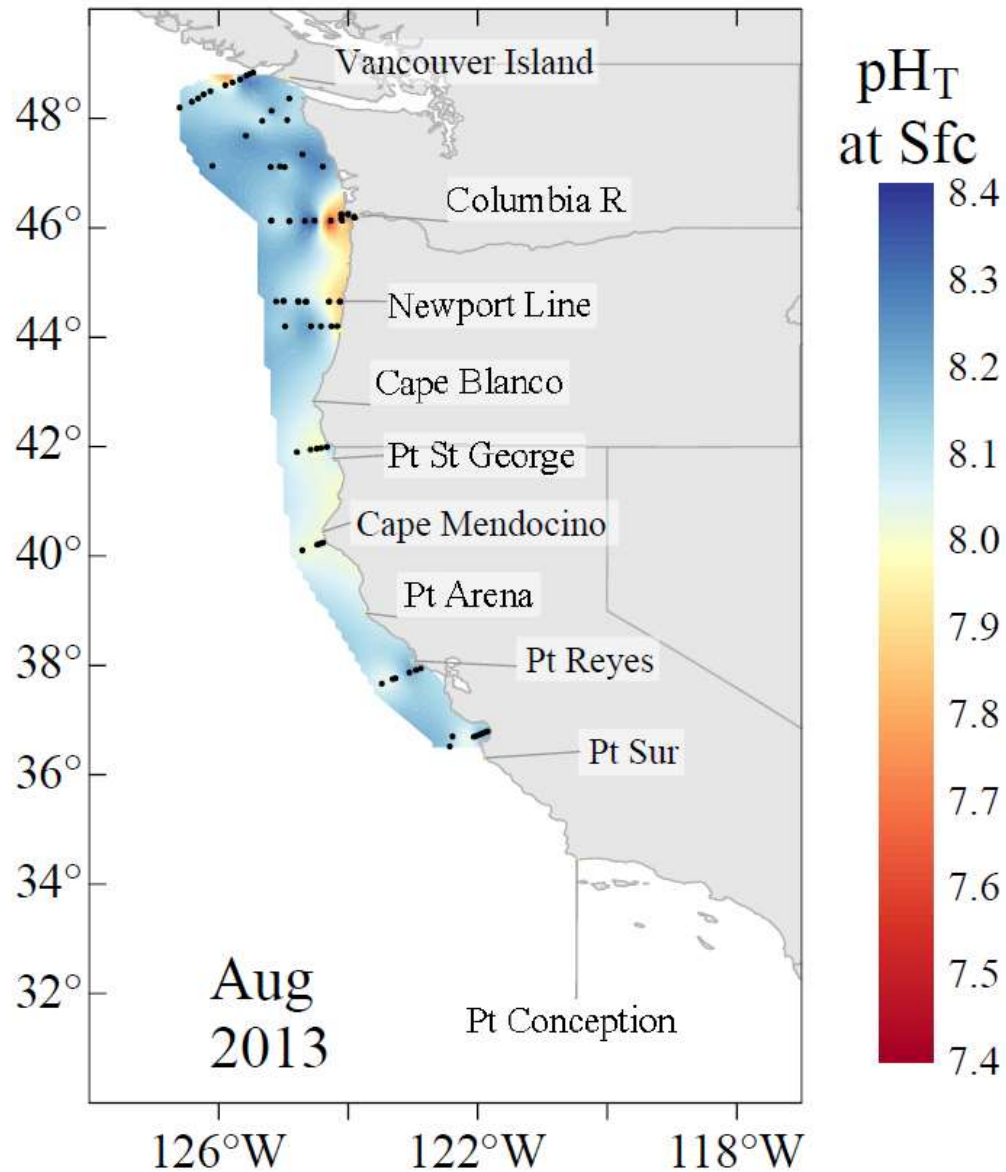 Vancouver Island
pH_T
at Sfc
48°
8.4
Columbia R
46°
8.3
Newport Line
44°
8.2
Cape Blanco
42°
Pt St George
8.1
Cape Mendocino
40°
8.0
Pt Arena
7.9
38°
Pt Reyes
7.8
36°
Pt Sur
7.7
34°
7.6
32°
Aug
2013
7.5
Pt Conception
7.4
126°W
122°W
118°W